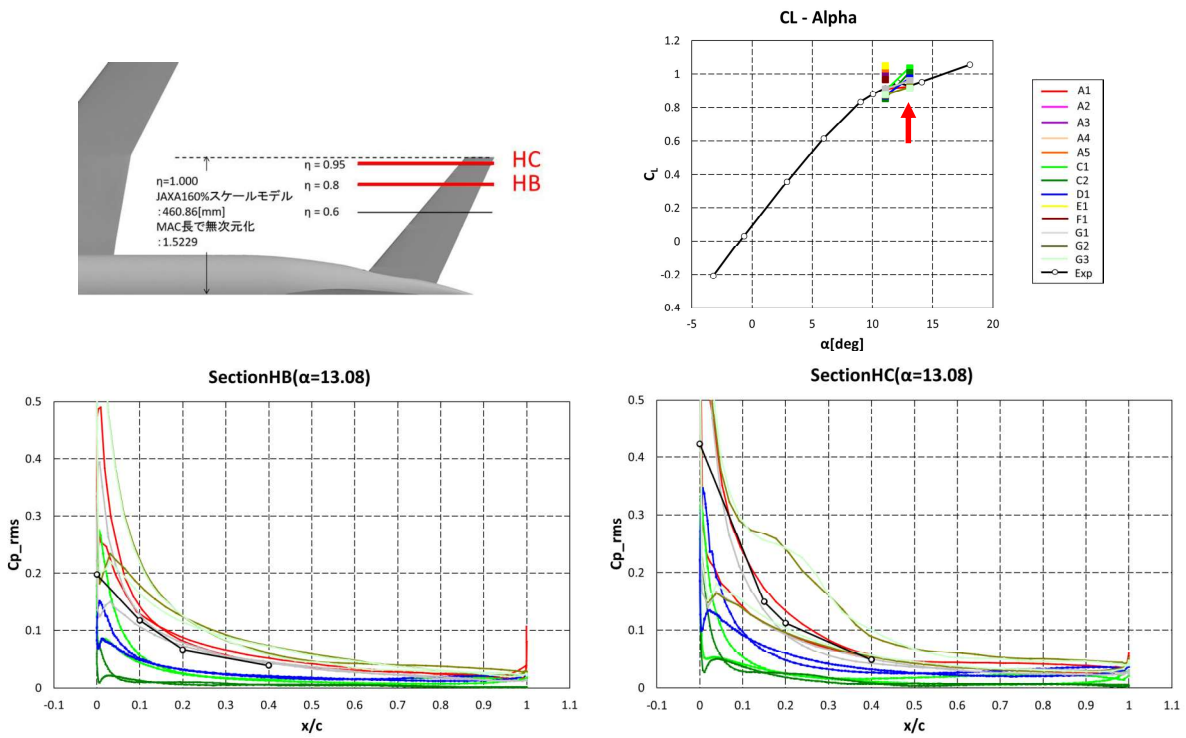 η=1.000
JAXA160%スケールモデル
:460.86[mm]
MAC長で無次元化
:1.5229
η = 0.95
η = 0.8
η = 0.6
HC
HB
CL - Alpha
1.2
1
0.8
0.6
0.4
0.2
0
-0.2
0.4
CL
-5
0
5
10
15
20
α[deg]
A1
A2
A3
A4
A5
C1
C2
D1
E1
F1
G1
G2
G3
Exp
SectionHB(α=13.08)
0.5
0.4
0.3
0.2
0.1
0
Cp_rms
-0.1 0 0.1 0.2 0.3 0.4 0.5 0.6 0.7 0.8 0.9 1 1.1
x/c
SectionHC(α=13.08)
0.5
0.4
0.3
0.2
0.1
0
Cp_rms
-0.1 0 0.1 0.2 0.3 0.4 0.5 0.6 0.7 0.8 0.9 1 1.1
x/c